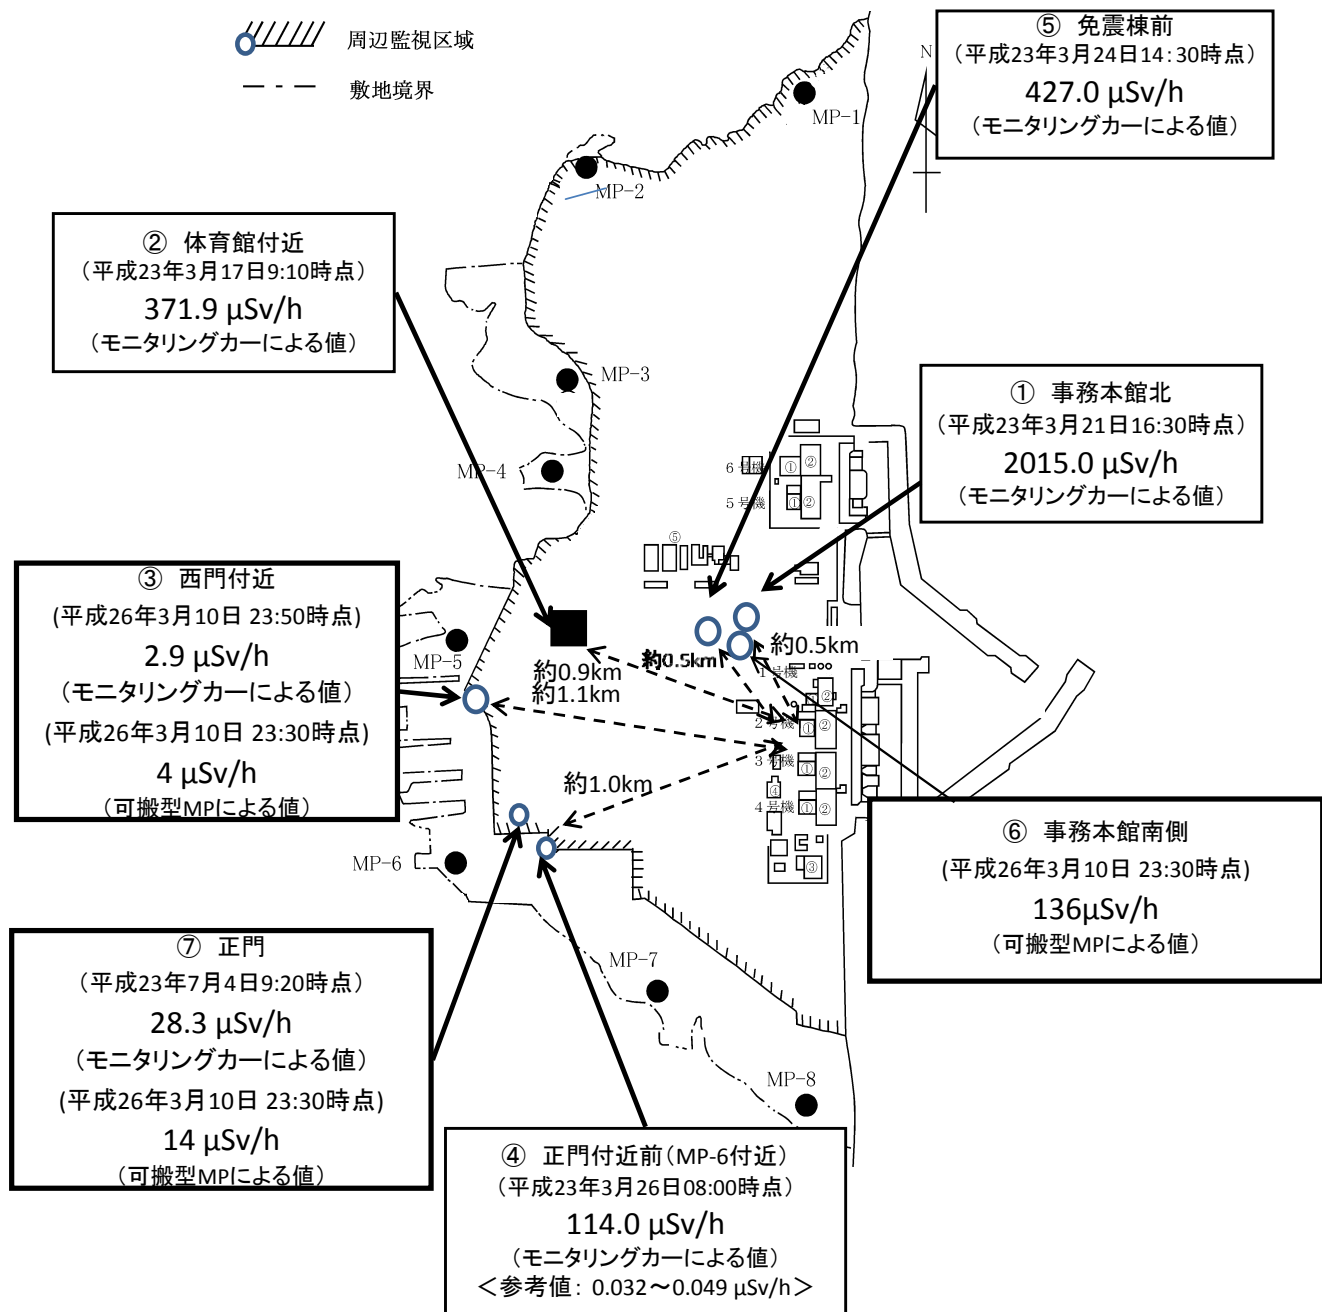 周辺監視区域
敷地境界
⑤ 免震棟前
（平成23年3月24日14：30時点）
427.0 μSv/h
（モニタリングカーによる値）
N
MP-1
MP-2
② 体育館付近
（平成23年3月17日9:10時点）
371.9 μSv/h
（モニタリングカーによる値）
MP-3
MP-4
① 事務本館北
（平成23年3月21日16:30時点）
2015.0 μSv/h
（モニタリングカーによる値）
6号機
①
②
5号機
①
②
⑤
③ 西門付近
(平成26年3月10日 23:50時点)
2.9 μSv/h
（モニタリングカーによる値）
(平成26年3月10日 23:30時点)
4 μSv/h
（可搬型MPによる値）
MP-5
約0.9km
約1.1km
約0.5km
約0.5km
約1.0km
1号機
②
2号機
①
②
3号機
①
②
④
4号機
①
②
③
MP-6
⑥ 事務本館南側
(平成26年3月10日 23:30時点)
136μSv/h
（可搬型MPによる値）
⑦ 正門
（平成23年7月4日9:20時点）
28.3 μSv/h
（モニタリングカーによる値）
(平成26年3月10日 23:30時点)
14 μSv/h
（可搬型MPによる値）
MP-7
MP-8
④ 正門付近前（MP-6付近）
（平成23年3月26日08:00時点）
114.0 μSv/h
（モニタリングカーによる値）
＜参考値： 0.032～0.049 μSv/h＞